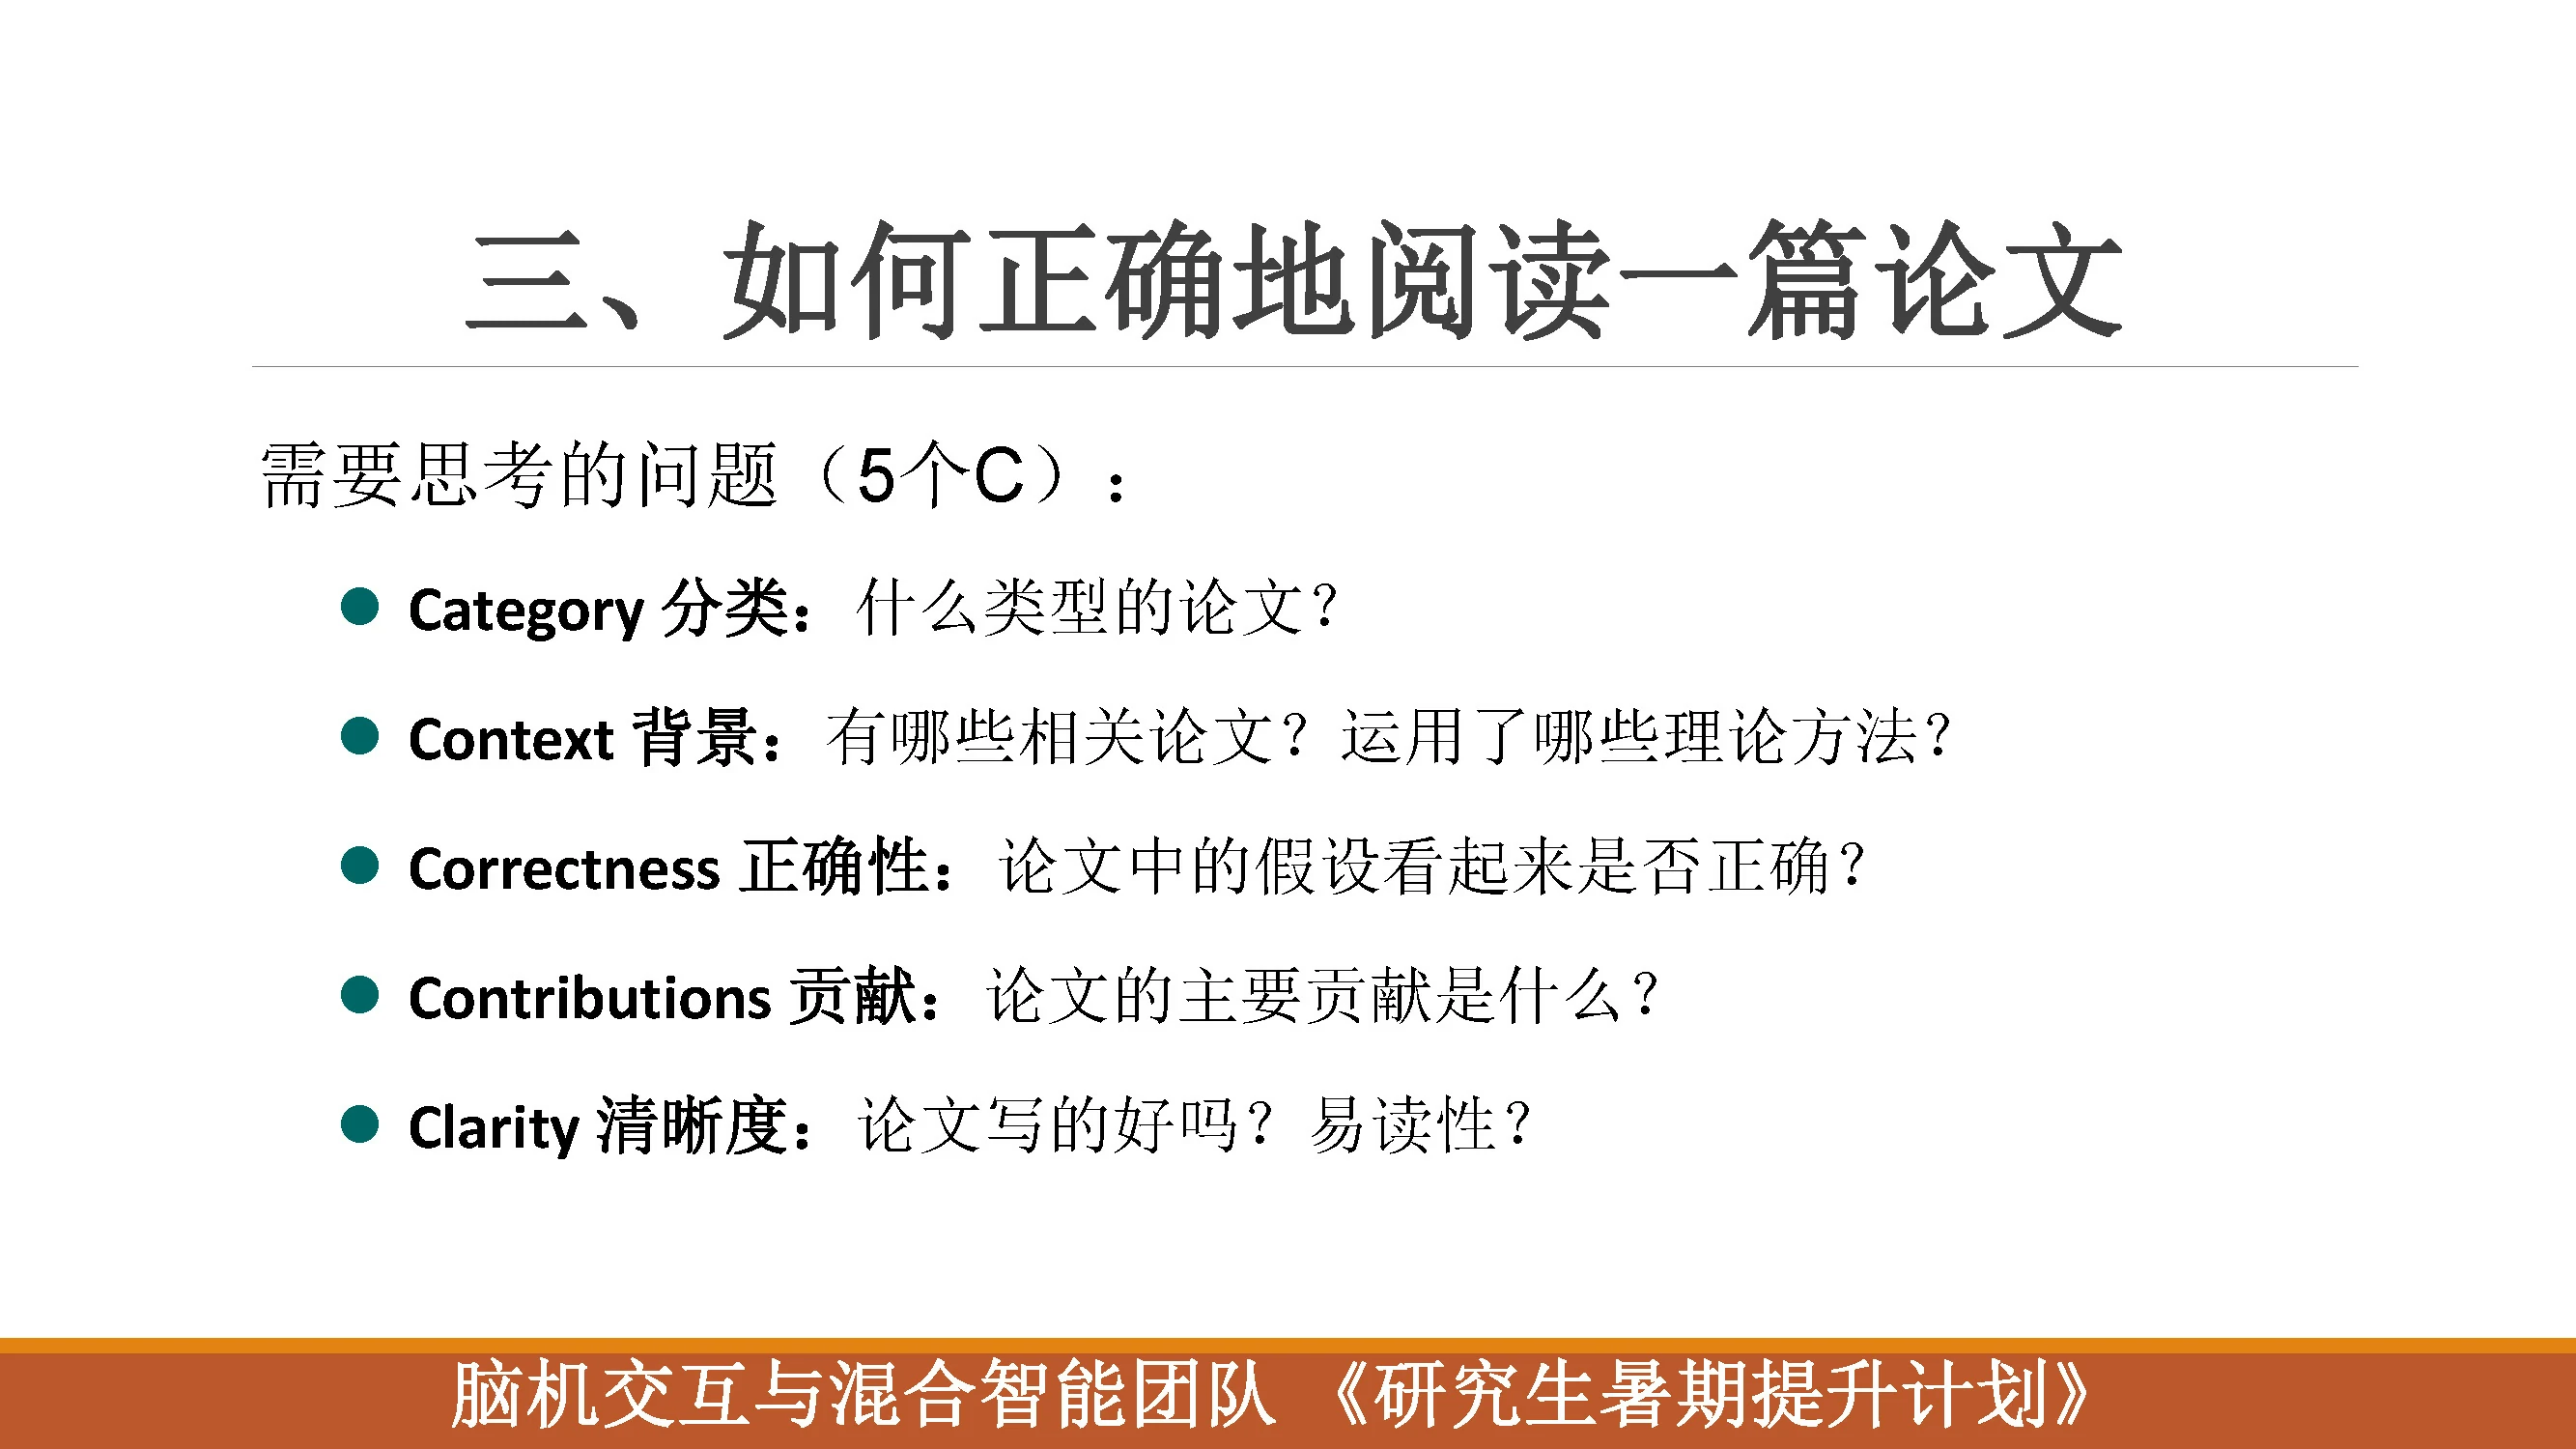 三、如何正确地阅读一篇论文
需要思考的问题（5个C）：
● Category 分类：什么类型的论文？
● Context 背景：有哪些相关论文？运用了哪些理论方法？
● Correctness 正确性：论文中的假设看起来是否正确？
● Contributions 贡献：论文的主要贡献是什么？
● Clarity 清晰度：论文写的好吗？易读性？
脑机交互与混合智能团队 《研究生暑期提升计划》